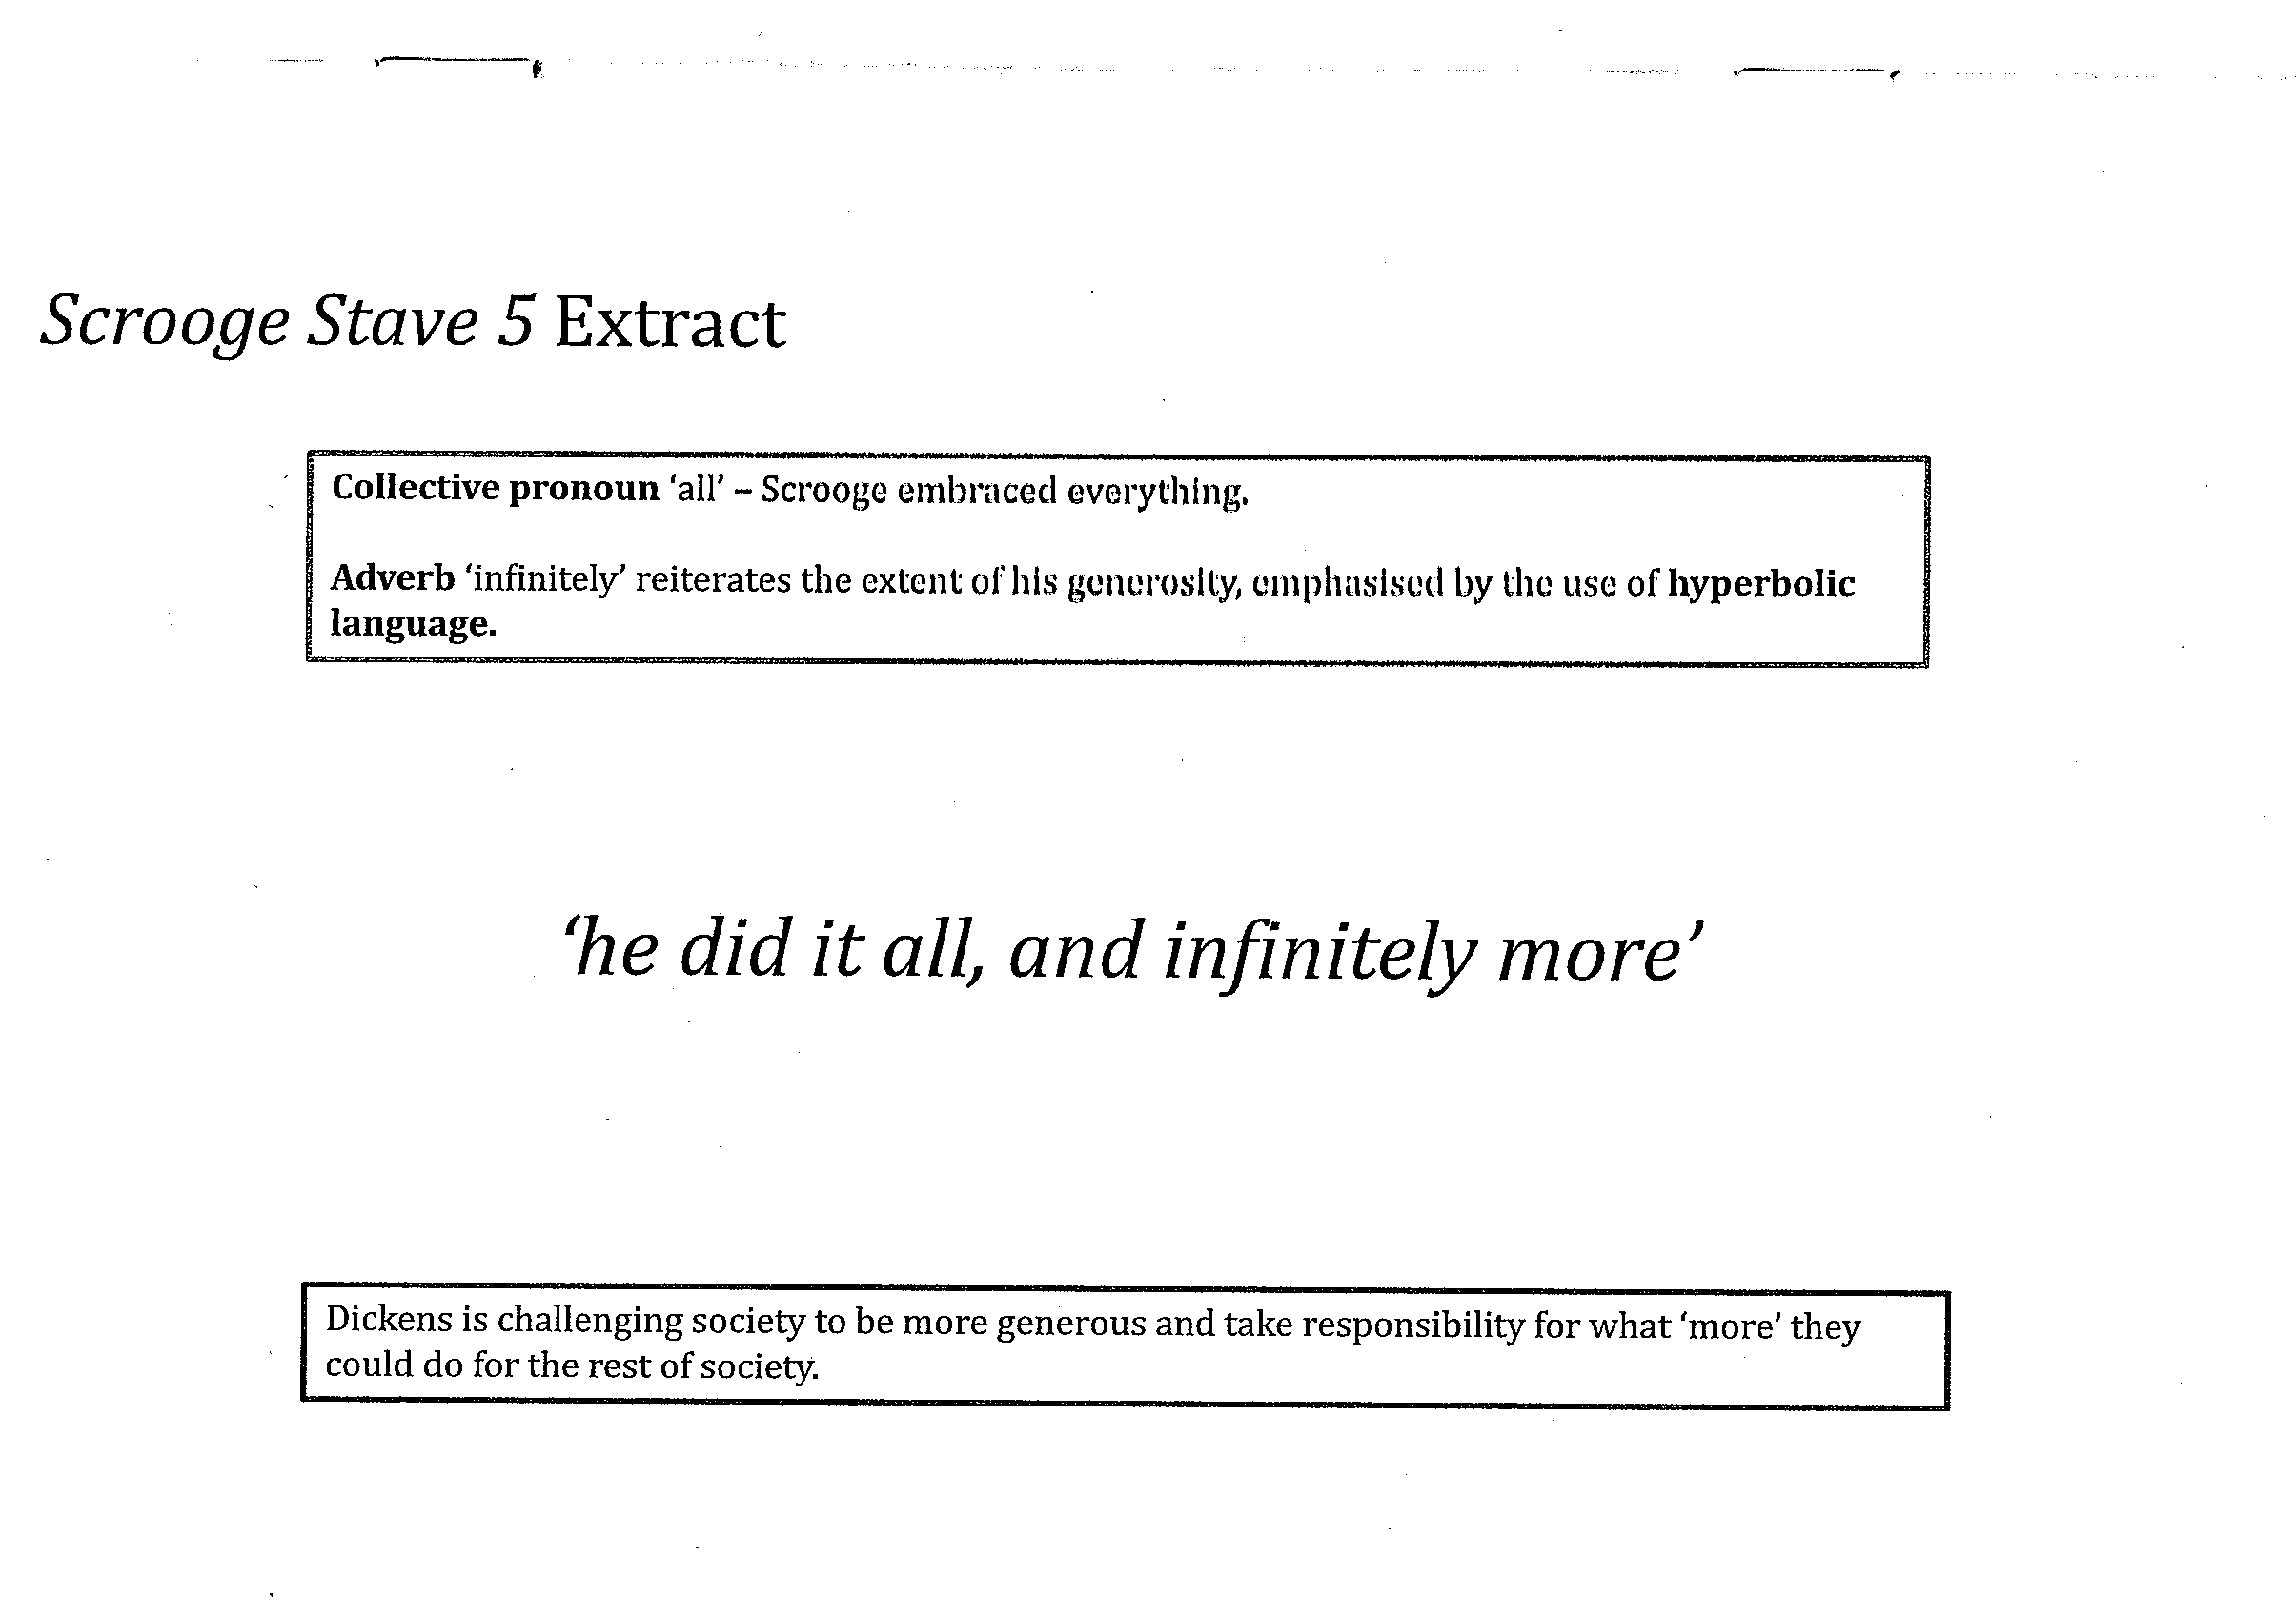 Scrooge Stave 5 Extract
Collective pronoun ‘all’ – Scrooge embraced everything.
Adverb ‘infinitely’ reiterates the extent of his generosity, emphasised by the use of hyperbolic
language.
‘he did it all, and infinitely more’
Dickens is challenging society to be more generous and take responsibility for what ‘more’ they
could do for the rest of society.